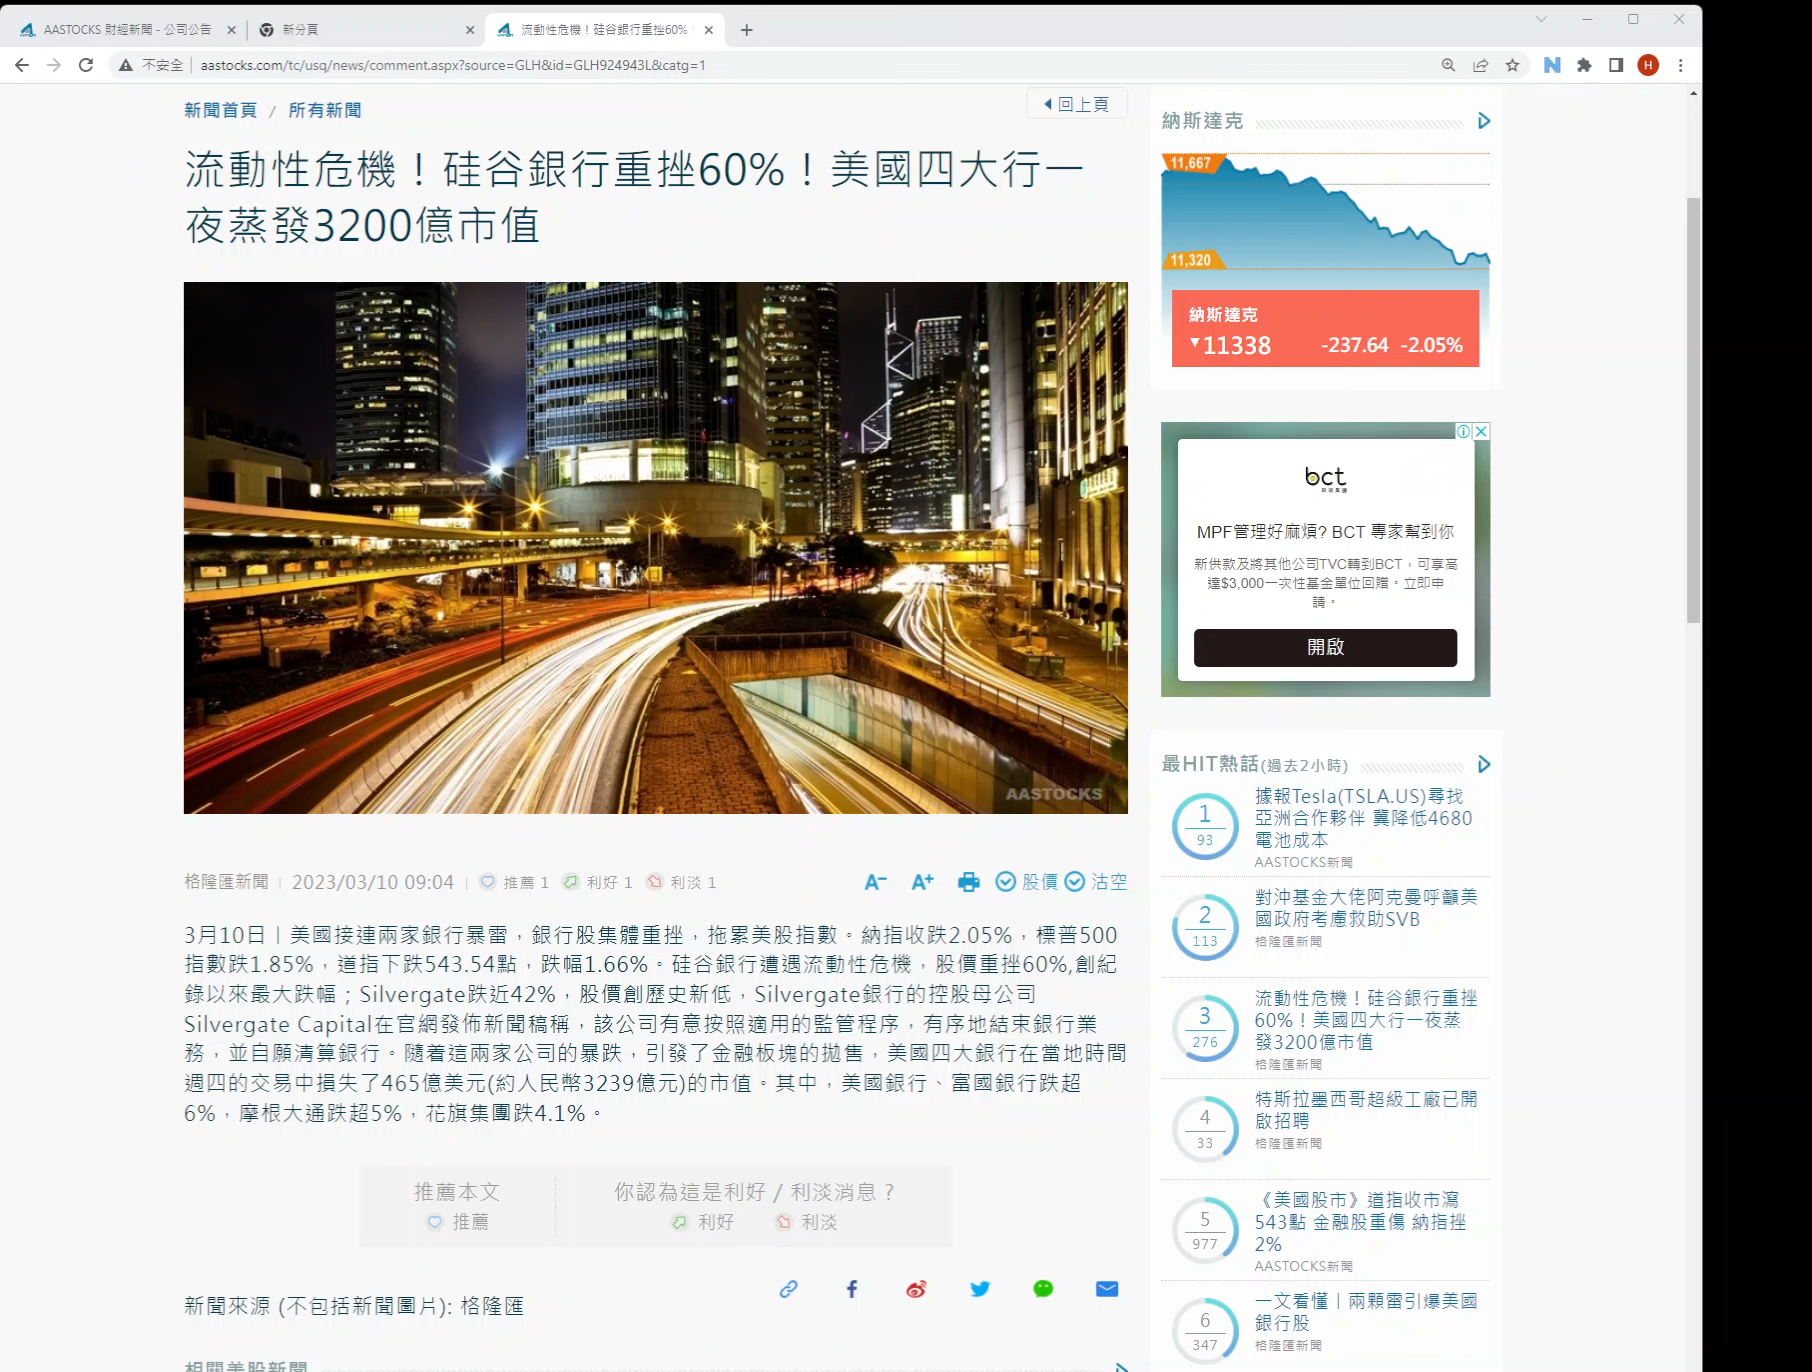 AASTOCKS 財經新聞 - 公司公告
新分頁
流動性危機！硅谷銀行重挫60%
不安全
aastocks.com/tc/usq/news/comment.aspx?source=GLH&id=GLH924943L&catg=1
H
新聞首頁 / 所有新聞
回上頁
流動性危機！硅谷銀行重挫60%！美國四大行一
夜蒸發3200億市值
AASTOCKS
格隆匯新聞 | 2023/03/10 09:04 | 推薦 1 利好 1 利淡 1
A− A+ 股價 沽空
3月10日丨美國接連兩家銀行暴雷，銀行股集體重挫，拖累美股指數。納指收跌2.05%，標普500
指數跌1.85%，道指下跌543.54點，跌幅1.66%。硅谷銀行遭遇流動性危機，股價重挫60%,創紀
錄以來最大跌幅；Silvergate跌近42%，股價創歷史新低，Silvergate銀行的控股母公司
Silvergate Capital在官網發佈新聞稿稱，該公司有意按照適用的監管程序，有序地結束銀行業
務，並自願清算銀行。隨着這兩家公司的暴跌，引發了金融板塊的拋售，美國四大銀行在當地時間
週四的交易中損失了465億美元(約人民幣3239億元)的市值。其中，美國銀行、富國銀行跌超
6%，摩根大通跌超5%，花旗集團跌4.1%。
推薦本文
推薦
你認為這是利好 / 利淡消息？
利好 利淡
新聞來源 (不包括新聞圖片): 格隆匯
相關美股新聞
納斯達克
11,667
11,320
納斯達克
▼11338 -237.64 -2.05%
bct
MPF管理好麻煩? BCT 專家幫到你
新供款及將其他公司TVC轉到BCT，可享高
達$3,000一次性基金單位回贈。立即申
請。
開啟
最HIT熱話(過去2小時)
1
93
據報Tesla(TSLA.US)尋找
亞洲合作夥伴 冀降低4680
電池成本
AASTOCKS新聞
2
113
對沖基金大佬阿克曼呼籲美
國政府考慮救助SVB
格隆匯新聞
3
276
流動性危機！硅谷銀行重挫
60%！美國四大行一夜蒸
發3200億市值
格隆匯新聞
4
33
特斯拉墨西哥超級工廠已開
啟招聘
格隆匯新聞
5
977
《美國股市》道指收市瀉
543點 金融股重傷 納指挫
2%
AASTOCKS新聞
6
347
一文看懂丨兩顆雷引爆美國
銀行股
格隆匯新聞